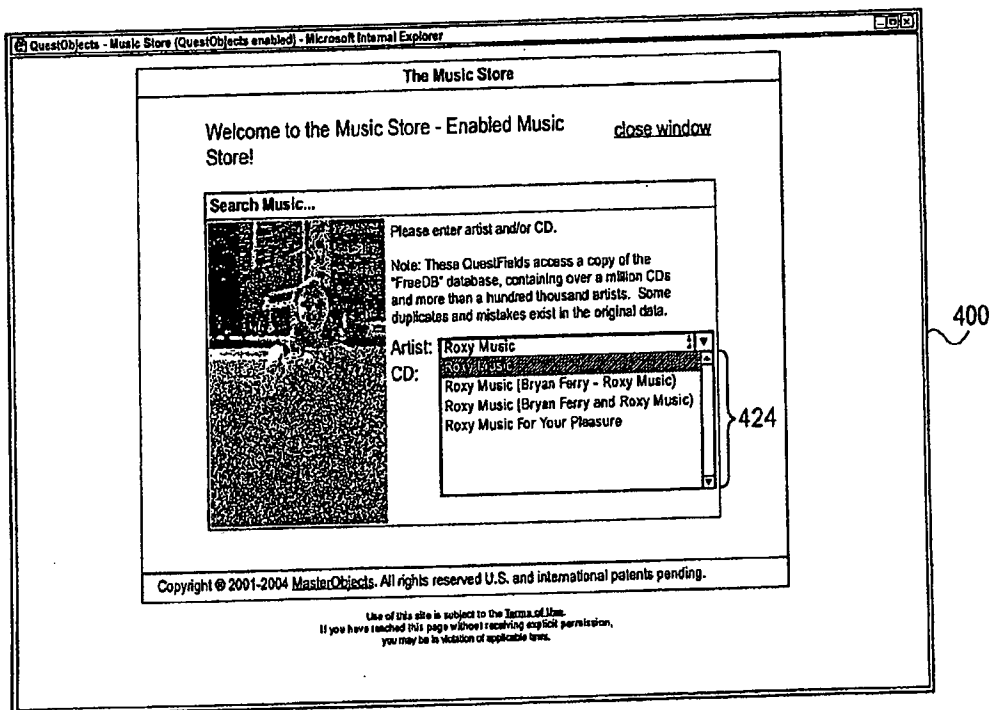 QuestObjects - Music Store (QuestObjects enabled) - Microsoft Internal Explorer
The Music Store
Welcome to the Music Store - Enabled Music
Store!
close window
Search Music...
Please enter artist and/or CD.
Note: These QuestFields access a copy of the
"FreeDB" database, containing over a million CDs
and more than a hundred thousand artists. Some
duplicates and mistakes exist in the original data.
Artist: Roxy Music
Roxy Music
CD:
Roxy Music (Bryan Ferry - Roxy Music)
Roxy Music (Bryan Ferry and Roxy Music)
Roxy Music For Your Pleasure
424
400
Copyright ® 2001-2004 MasterObjects. All rights reserved U.S. and international patents pending.
Use of this site is subject to the Terms of Use.
If you have reached this page without receiving explicit permission,
you may be in violation of applicable laws.